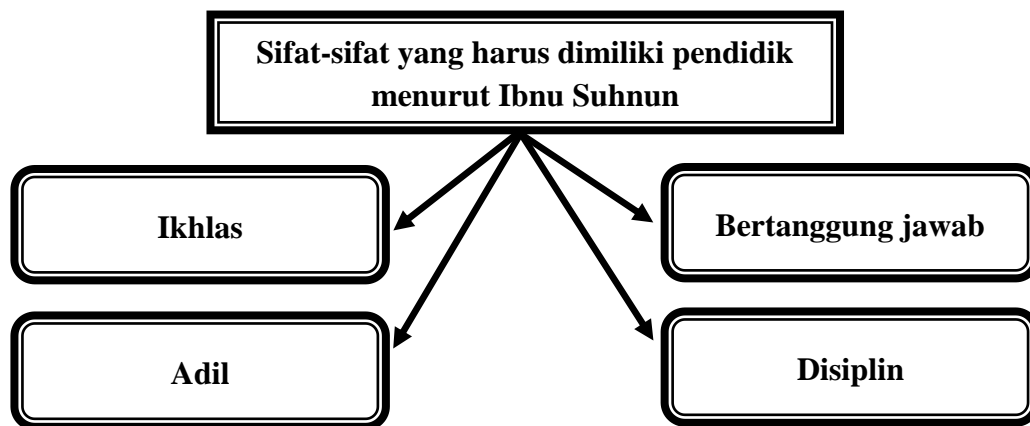 Sifat-sifat yang harus dimiliki pendidik
menurut Ibnu Suhnun
Ikhlas
Bertanggung jawab
Adil
Disiplin